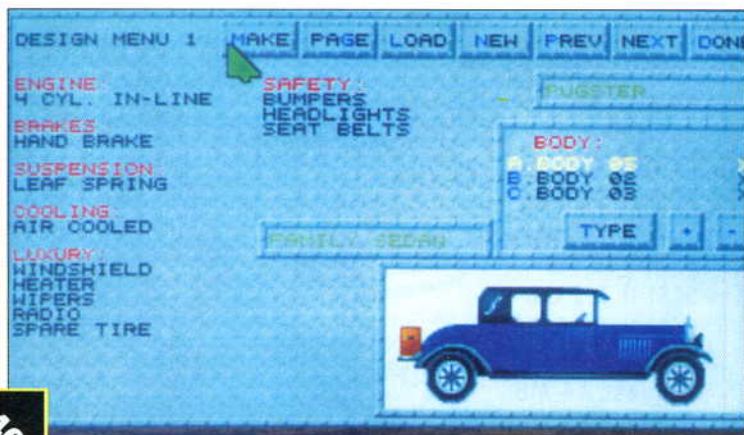 DESIGN MENU 1
MAKE PAGE LOAD NEW PREV NEXT DONE
ENGINE:
4 CYL. IN-LINE
BRAKES
HAND BRAKE
SUSPENSION:
LEAF SPRING
COOLING:
AIR COOLED
LUXURY:
WINDSHIELD
HEATER
WIPERS
RADIO
SPARE TIRE
SAFETY:
BUMPERS
HEADLIGHTS
SEAT BELTS
FAMILY SEDAN
PUGSTER
BODY:
A.BODY 05
B.BODY 02
C.BODY 03
TYPE + -